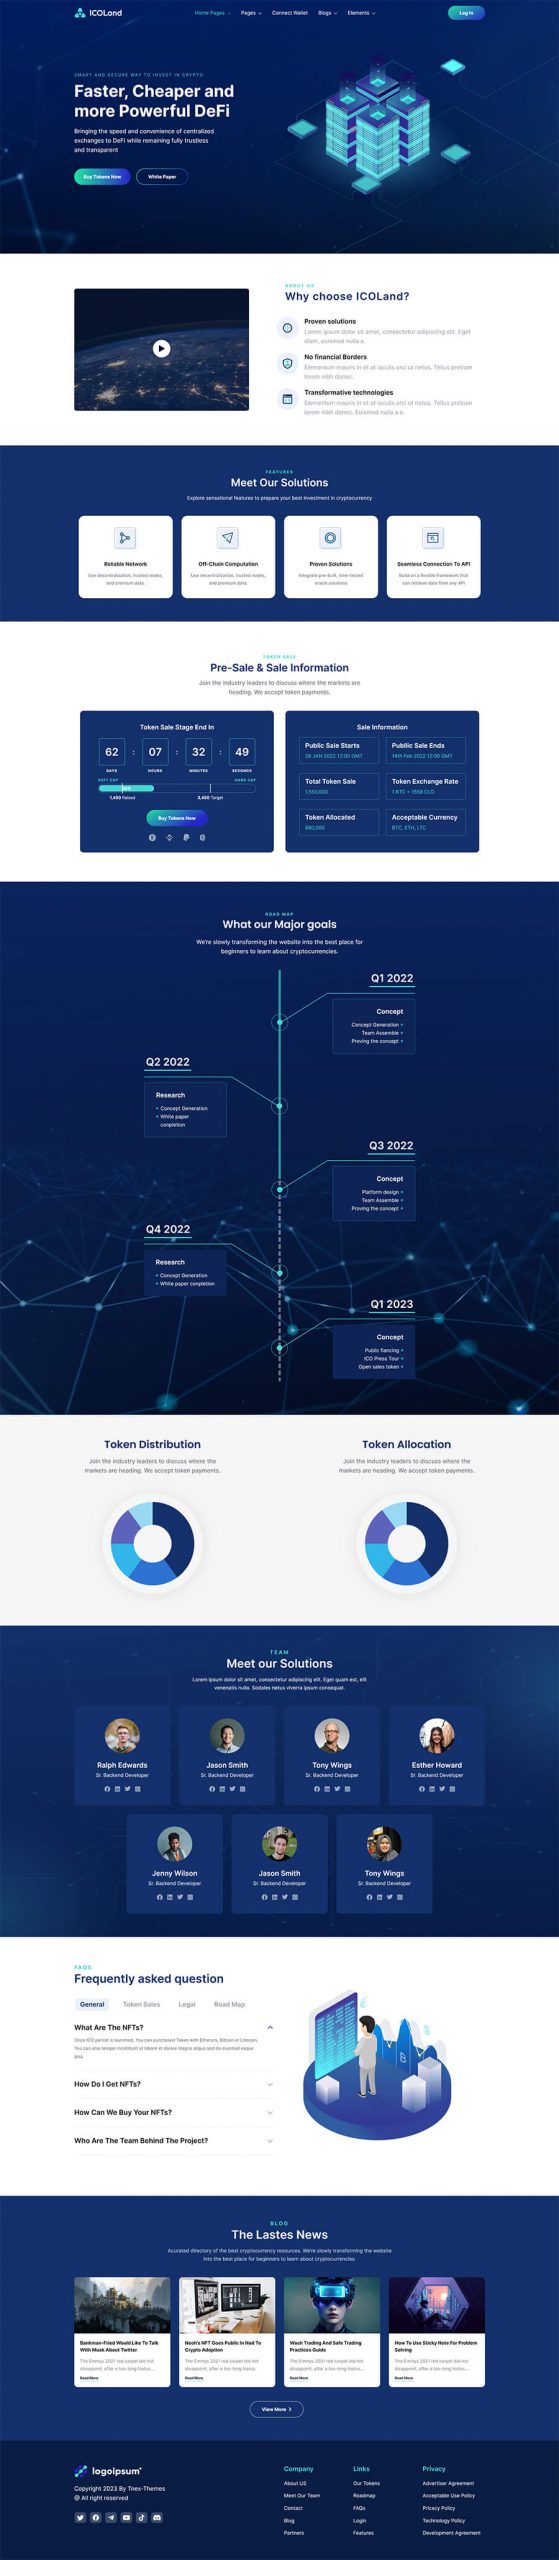 ICOLand
Home Pages Pages Connect Wallet Blogs Elements
Log In
SMART AND SECURE WAY TO INVEST IN CRYPTO
Faster, Cheaper and
more Powerful DeFi
Bringing the speed and convenience of centralized
exchanges to DeFi while remaining fully trustless
and transparent
Buy Tokens Now White Paper
ABOUT US
Why choose ICOLand?
Proven solutions
Lorem ipsum dolor sit amet, consectetur adipiscing elit. Eget
diam, euismod nulla a.
No financial Borders
Elementum mauris in et at iaculis orci ut netus. Tellus pretium
lorem nibh donec.
Transformative technologies
Elementum mauris in et at iaculis orci ut netus. Tellus pretium
lorem nibh donec. Euismod nulla a e.
FEATURES
Meet Our Solutions
Explore sensational features to prepare your best investment in cryptocurrency
Reliable Network
Use decentralization, trusted nodes,
and premium data.
Off-Chain Computation
Use decentralization, trusted nodes,
and premium data.
Proven Solutions
Integrate pre-built, time-tested
oracle solutions
Seamless Connection To API
Build on a flexible framework that
can retrieve data from any API
TOKEN SALE
Pre-Sale & Sale Information
Join the industry leaders to discuss where the markets are
heading. We accept token payments.
Token Sale Stage End In
62 : 07 : 32 : 49
DAYS HOURS MINUTES SECONDS
SOFT CAP HARD CAP
1,450 Raised 3,450 Target
Buy Tokens Now
Sale Information
Public Sale Starts
26 JAN 2022 12:00 GMT
Publilc Sale Ends
14th Feb 2022 12:00 GMT
Total Token Sale
1,550,000
Token Exchange Rate
1 BTC = 1558 CLO
Token Allocated
880,000
Acceptable Currency
BTC, ETH, LTC
ROAD MAP
What our Major goals
We're slowly transforming the website into the best place for
beginners to learn about cryptocurrencies.
Q1 2022
Concept
Concept Generation
Team Assemble
Proving the concept
Q2 2022
Research
Concept Generation
White paper
conpletion
Q3 2022
Concept
Platform design
Team Assemble
Proving the concept
Q4 2022
Research
Concept Generation
White paper conpletion
Q1 2023
Concept
Public fiancing
ICO Press Tour
Open sales token
Token Distribution
Join the industry leaders to discuss where the
markets are heading. We accept token payments.
Token Allocation
Join the industry leaders to discuss where the
markets are heading. We accept token payments.
TEAM
Meet our Solutions
Lorem ipsum dolor sit amet, consectetur adipiscing elit. Eget quam est, elit
venenatis nulla. Sodales netus viverra ipsum consequat.
Ralph Edwards
Sr. Backend Developer
Jason Smith
Sr. Backend Developer
Tony Wings
Sr. Backend Developer
Esther Howard
Sr. Backend Developer
Jenny Wilson
Sr. Backend Developer
Jason Smith
Sr. Backend Developer
Tony Wings
Sr. Backend Developer
FAQS
Frequently asked question
General Token Sales Legal Road Map
What Are The NFTs?
Once ICO period is launched, You can purchased Token with Etherum, Bitcoin or Litecoin.
You can also tempor incididunt ut labore et dolore magna aliqua sed do eiusmod eaque
ipsa.
How Do I Get NFTs?
How Can We Buy Your NFTs?
Who Are The Team Behind The Project?
BLOG
The Lastes News
Acurated directory of the best cryptocurrency resources. We're slowly transforming the website
into the best place for beginners to learn about cryptocurrencies.
Bankman-Fried Would Like To Talk
With Mask About Twitter
The Emmys 2021 red carpet did not
disappoint, after a too-long hiatus...
Read More
Neoh's NFT Goes Public In Nod To
Crypto Adoption
The Emmys 2021 red carpet did not
disappoint, after a too-long hiatus...
Read More
Wash Trading And Safe Trading
Practices Guide
The Emmys 2021 red carpet did not
disappoint, after a too-long hiatus...
Read More
How To Use Sticky Note For Problem
Solving
The Emmys 2021 red carpet did not
disappoint, after a too-long hiatus...
Read More
View More
logoipsum
Copyright 2023 By Tnex-Themes
@ All right reserved
Company
About US
Meet Our Team
Contact
Blog
Partners
Links
Our Tokens
Roadmap
FAQs
Login
Features
Privacy
Advertiser Agreement
Acceptable Use Policy
Pricacy Policy
Technology Policy
Development Agreement